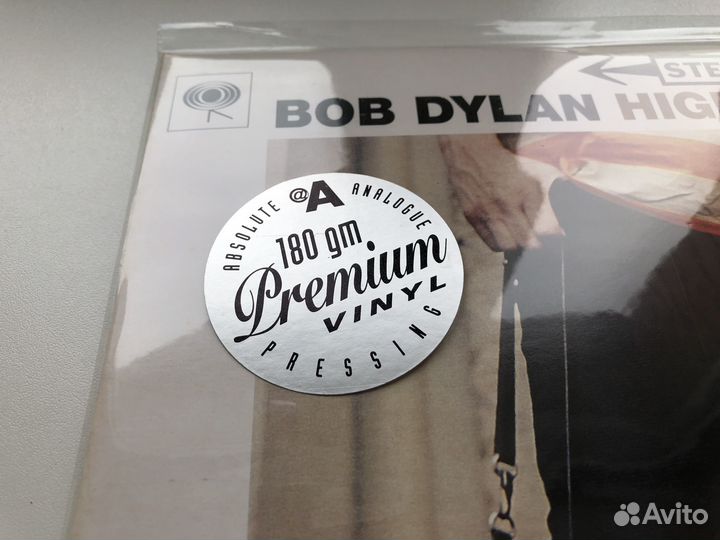 STE
BOB DYLAN HIG
ABSOLUTE @A ANALOGUE
180 gm
Premium
VINYL
PRESSING
Avito